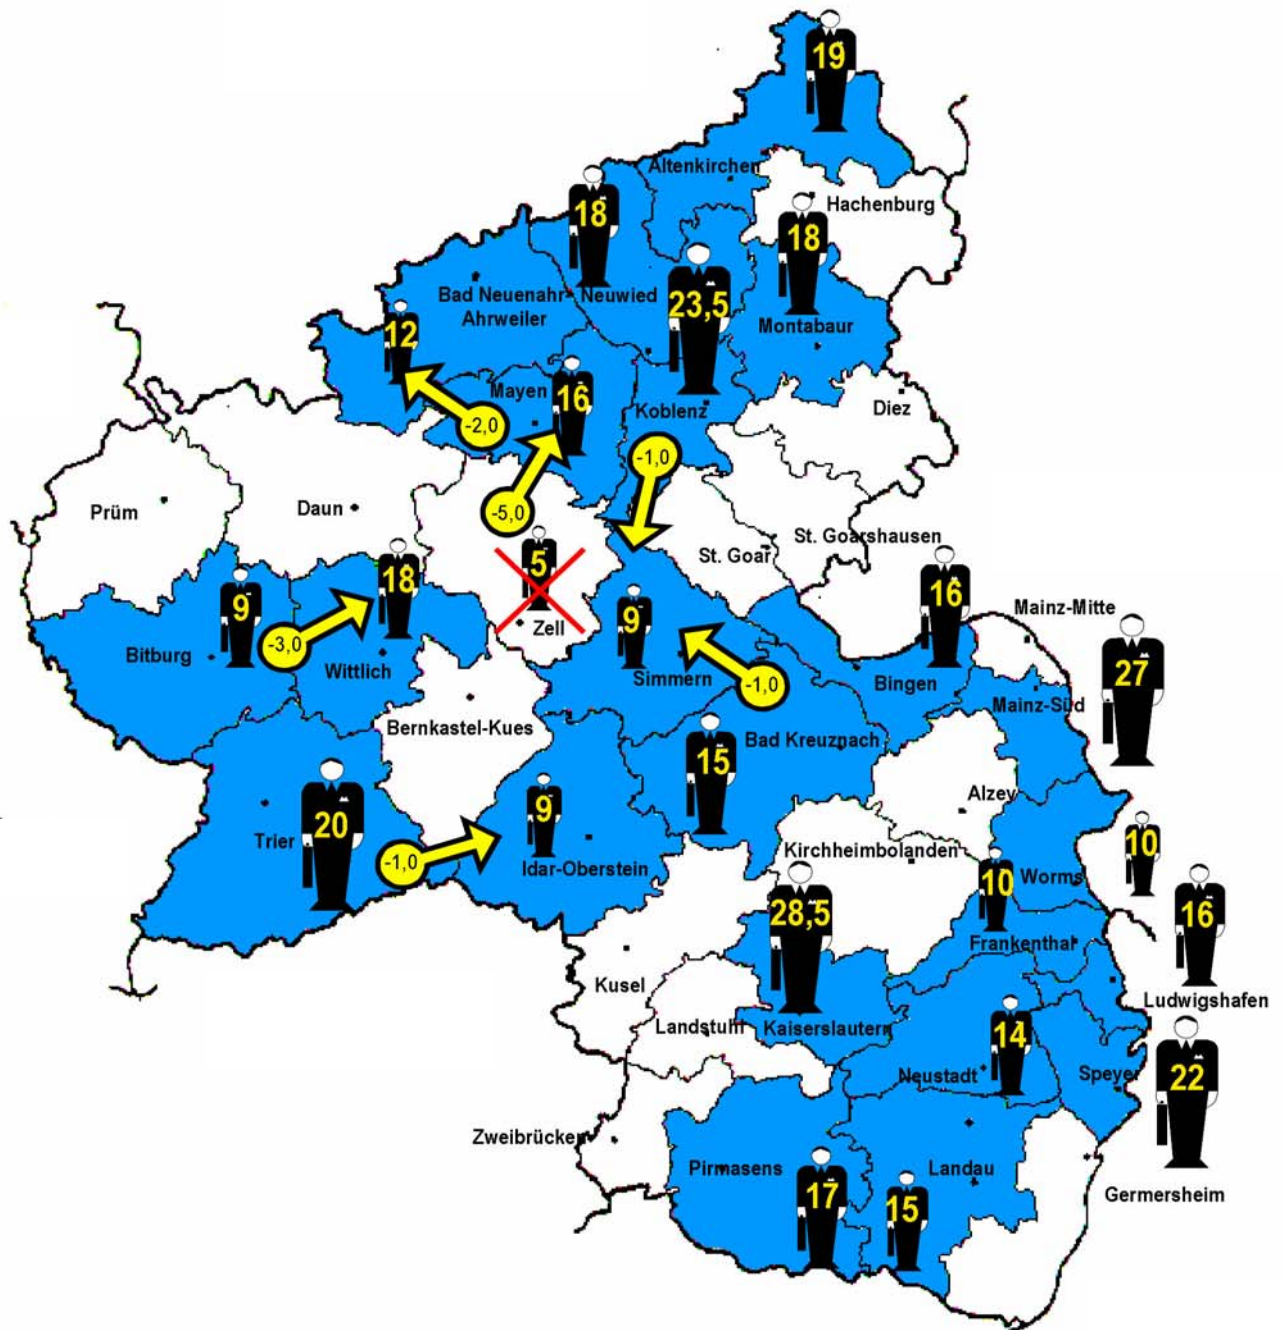 19
Altenkirchen
Hachenburg
18
18
23,5
Bad Neuenahr-
Ahrweiler
Neuwied
Montabaur
12
Mayen
16
Koblenz
Diez
-2,0
-1,0
-5,0
Prüm
Daun
St. Goar
St. Goarshausen
5
18
9
9
16
Mainz-Mitte
Zell
-3,0
Bitburg
Wittlich
Simmern
-1,0
Bingen
27
Mainz-Süd
Bernkastel-Kues
Bad Kreuznach
15
Alzey
20
9
Trier
-1,0
Idar-Oberstein
Kirchheimbolanden
10
10
Worms
28,5
16
Frankenthal
Kusel
Ludwigshafen
Landstuhl
Kaiserslautern
14
Neustadt
Speyer
22
Zweibrücken
Pirmasens
Landau
17
15
Germersheim